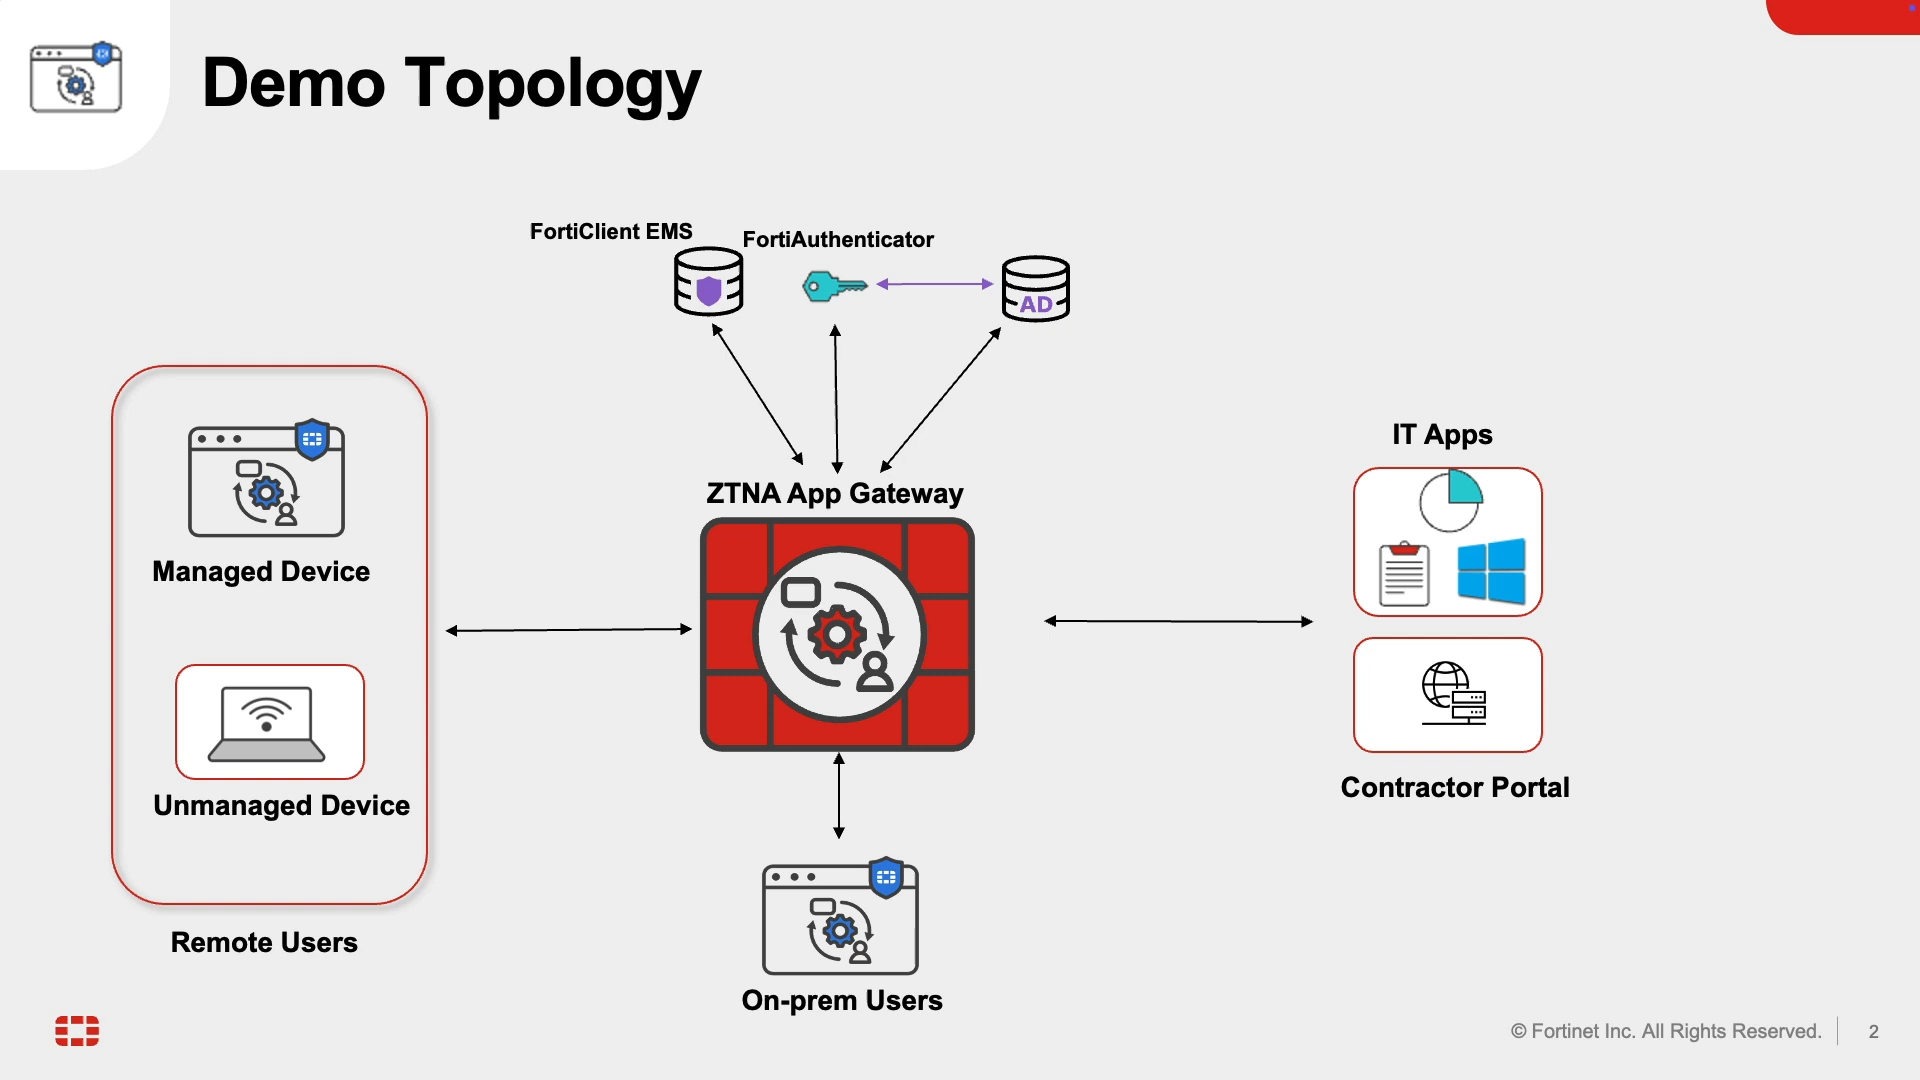 Demo Topology
FortiClient EMS
FortiAuthenticator
AD
ZTNA App Gateway
IT Apps
Managed Device
Unmanaged Device
Contractor Portal
Remote Users
On-prem Users
© Fortinet Inc. All Rights Reserved.
2